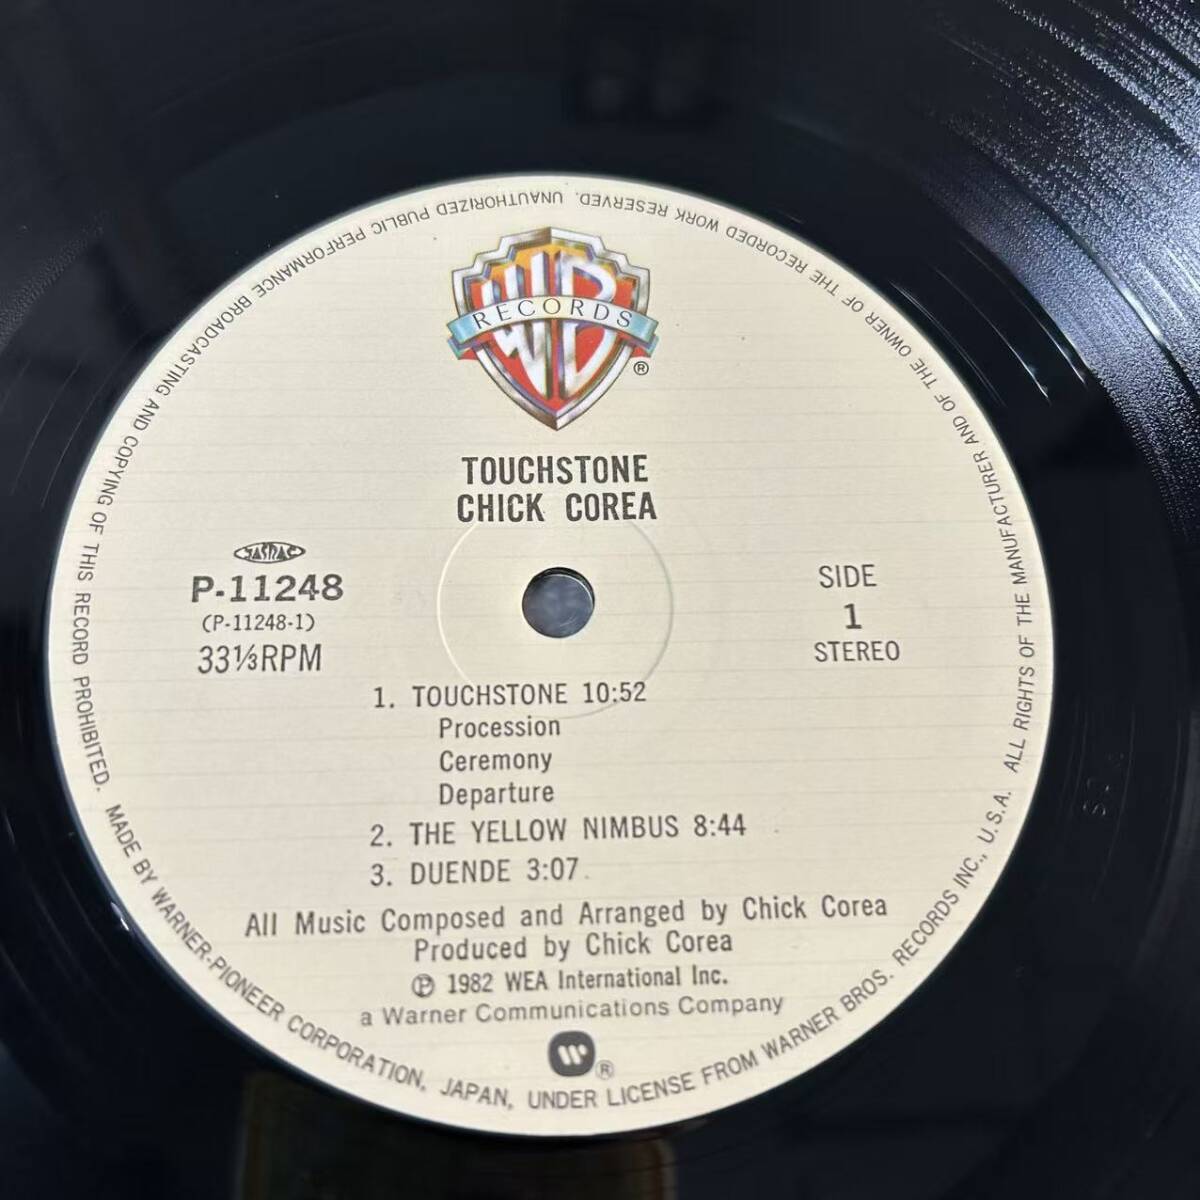 WB
RECORDS
®
TOUCHSTONE
CHICK COREA
JASRAC
P-11248
(P-11248-1)
33⅓RPM
SIDE
1
STEREO
1. TOUCHSTONE 10:52
Procession
Ceremony
Departure
2. THE YELLOW NIMBUS 8:44
3. DUENDE 3:07
All Music Composed and Arranged by Chick Corea
Produced by Chick Corea
℗ 1982 WEA International Inc.
a Warner Communications Company
®
MADE BY WARNER-PIONEER CORPORATION, JAPAN, UNDER LICENSE FROM WARNER BROS. RECORDS INC., U.S.A. ALL RIGHTS OF THE MANUFACTURER AND OF THE OWNER OF THE RECORDED WORK RESERVED. UNAUTHORIZED PUBLIC PERFORMANCE BROADCASTING AND COPYING OF THIS RECORD PROHIBITED.